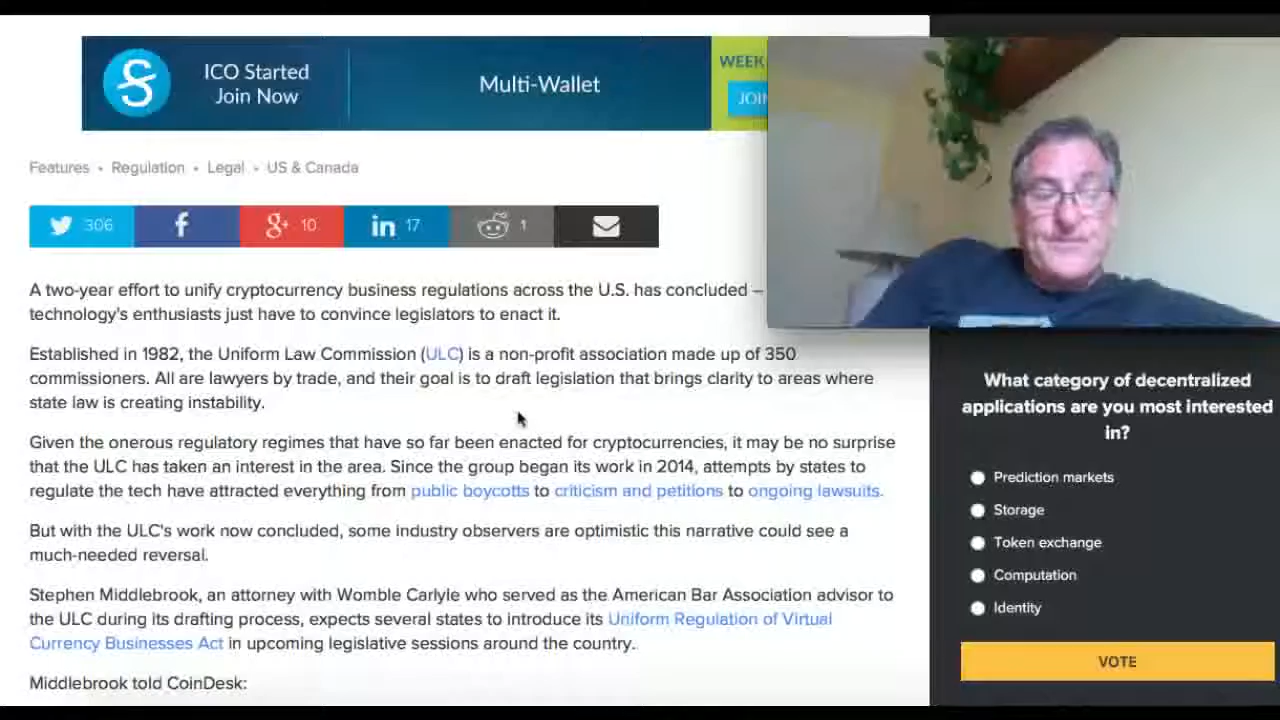 ICO Started
Join Now
Multi-Wallet
WEEK
Features • Regulation • Legal • US & Canada
306
10
17
1
A two-year effort to unify cryptocurrency business regulations across the U.S. has concluded –
technology's enthusiasts just have to convince legislators to enact it.
Established in 1982, the Uniform Law Commission (ULC) is a non-profit association made up of 350
commissioners. All are lawyers by trade, and their goal is to draft legislation that brings clarity to areas where
state law is creating instability.
Given the onerous regulatory regimes that have so far been enacted for cryptocurrencies, it may be no surprise
that the ULC has taken an interest in the area. Since the group began its work in 2014, attempts by states to
regulate the tech have attracted everything from public boycotts to criticism and petitions to ongoing lawsuits.
But with the ULC's work now concluded, some industry observers are optimistic this narrative could see a
much-needed reversal.
Stephen Middlebrook, an attorney with Womble Carlyle who served as the American Bar Association advisor to
the ULC during its drafting process, expects several states to introduce its Uniform Regulation of Virtual
Currency Businesses Act in upcoming legislative sessions around the country.
Middlebrook told CoinDesk:
What category of decentralized
applications are you most interested
in?
Prediction markets
Storage
Token exchange
Computation
Identity
VOTE